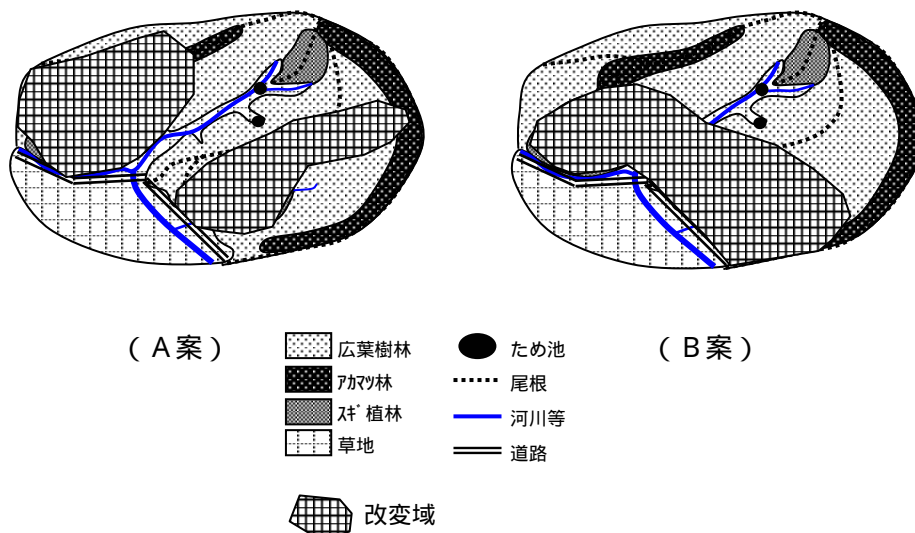 (A案)
(B案)
広葉樹林
アカマツ林
スギ植林
草地
ため池
尾根
河川等
道路
改変域